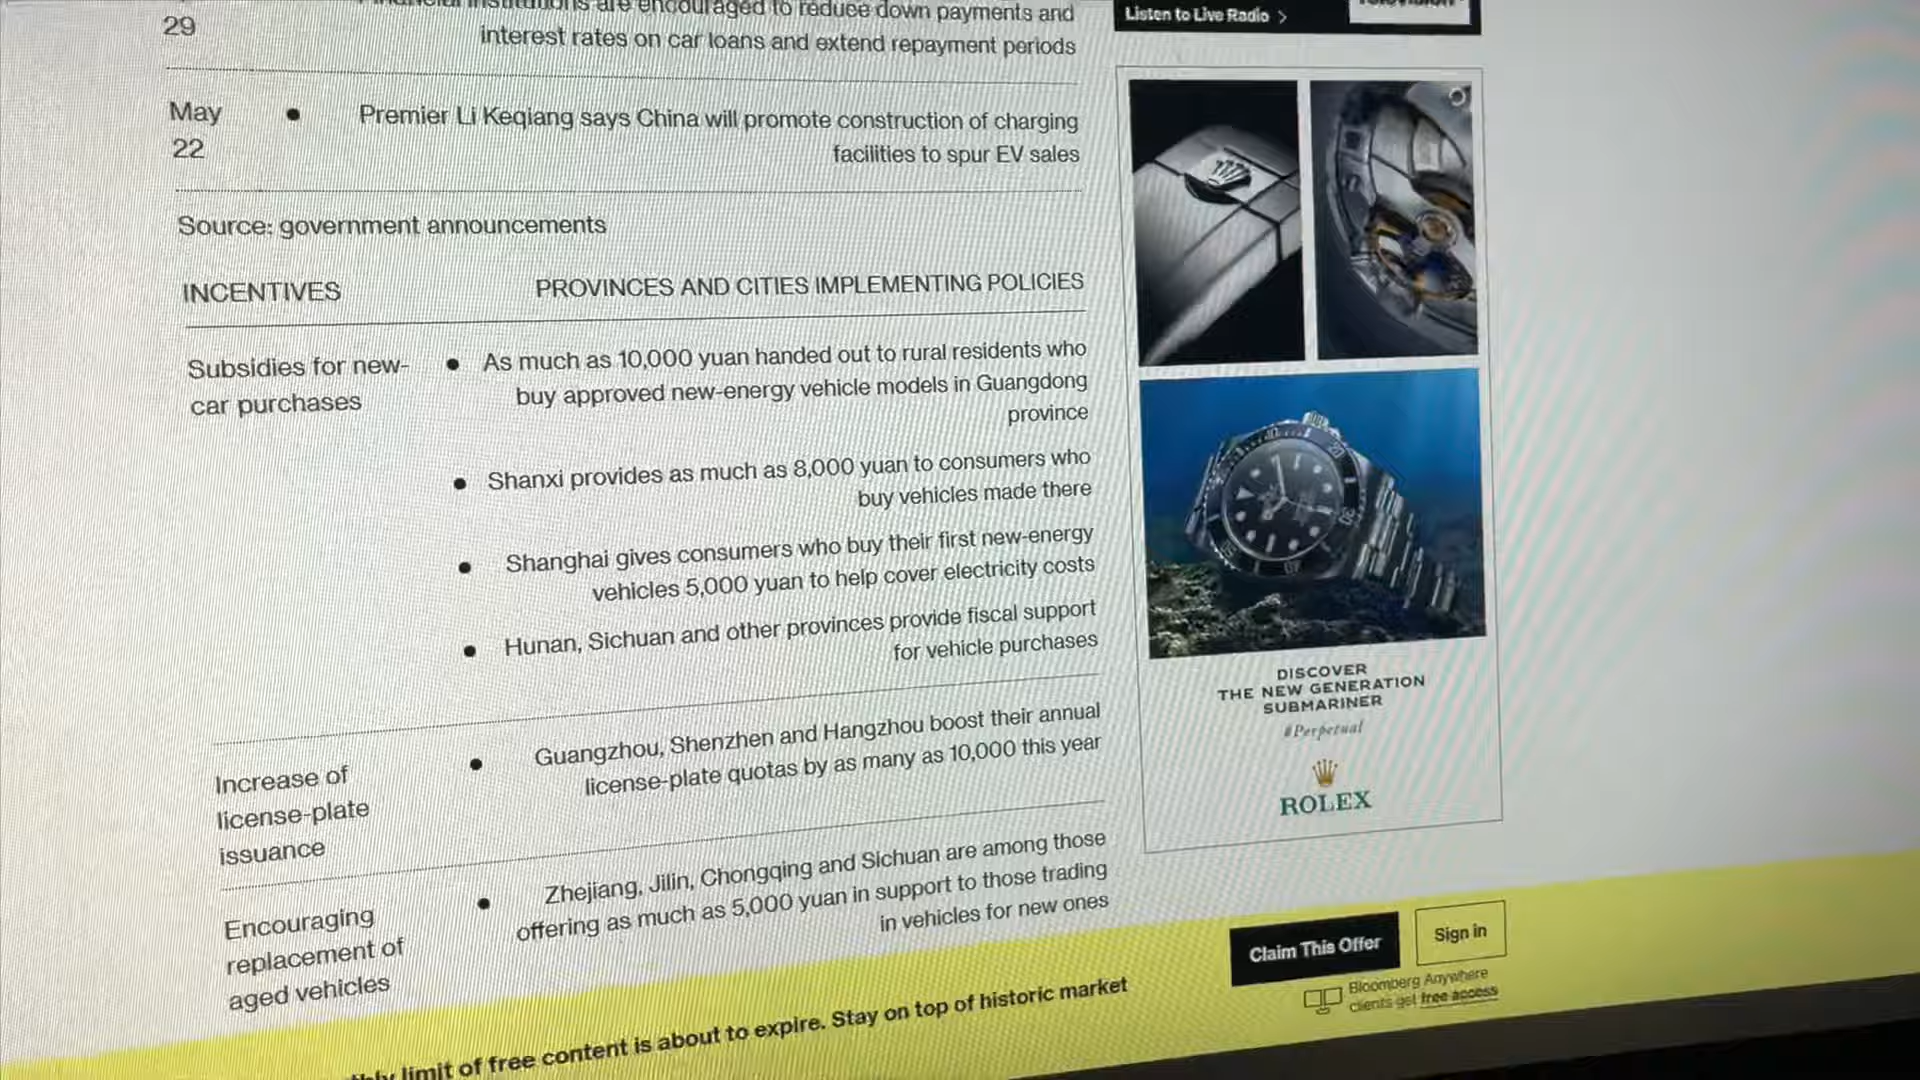 29
institutions are encouraged to reduce down payments and
interest rates on car loans and extend repayment periods
May
22
• Premier Li Keqiang says China will promote construction of charging
facilities to spur EV sales
Source: government announcements
INCENTIVES
PROVINCES AND CITIES IMPLEMENTING POLICIES
Subsidies for new-
car purchases
• As much as 10,000 yuan handed out to rural residents who
buy approved new-energy vehicle models in Guangdong
province
• Shanxi provides as much as 8,000 yuan to consumers who
buy vehicles made there
• Shanghai gives consumers who buy their first new-energy
vehicles 5,000 yuan to help cover electricity costs
• Hunan, Sichuan and other provinces provide fiscal support
for vehicle purchases
Increase of
license-plate
issuance
• Guangzhou, Shenzhen and Hangzhou boost their annual
license-plate quotas by as many as 10,000 this year
Encouraging
replacement of
aged vehicles
• Zhejiang, Jilin, Chongqing and Sichuan are among those
offering as much as 5,000 yuan in support to those trading
in vehicles for new ones
Listen to Live Radio >
DISCOVER
THE NEW GENERATION
SUBMARINER
#Perpetual
ROLEX
limit of free content is about to expire. Stay on top of historic market
Claim This Offer
Sign in
Bloomberg Anywhere
clients get free access